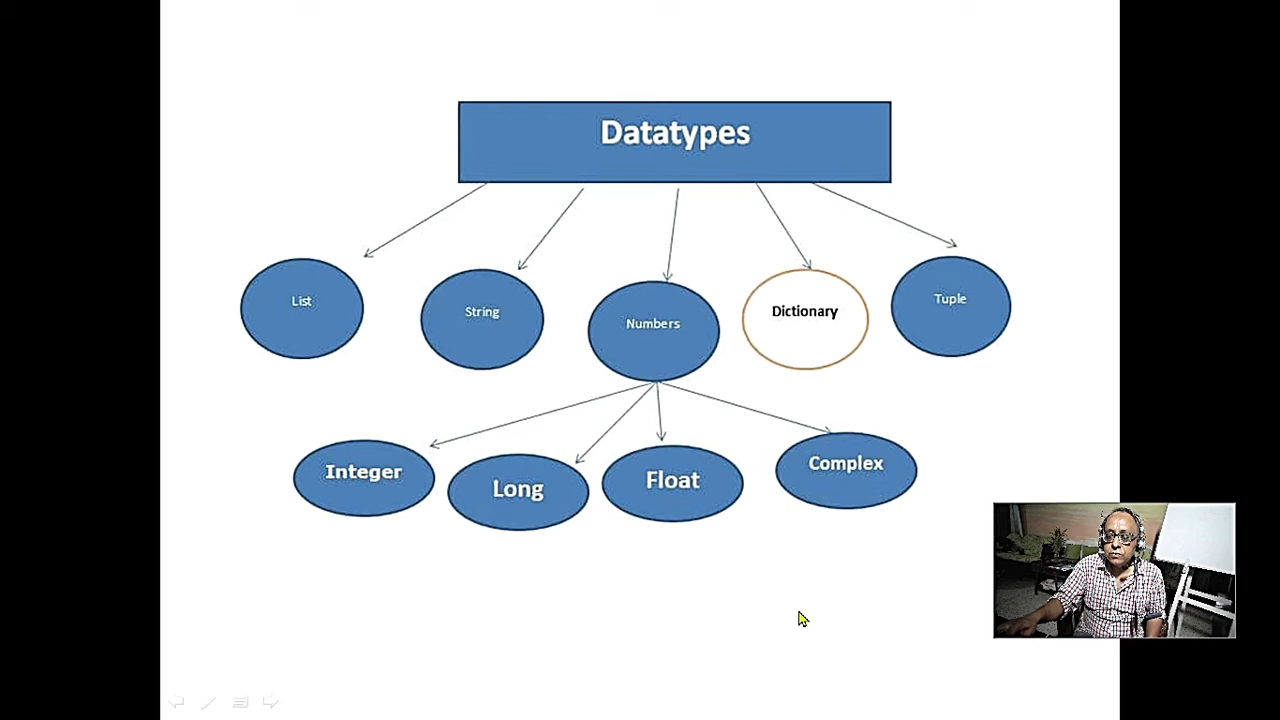 Datatypes
List
String
Numbers
Dictionary
Tuple
Integer
Long
Float
Complex